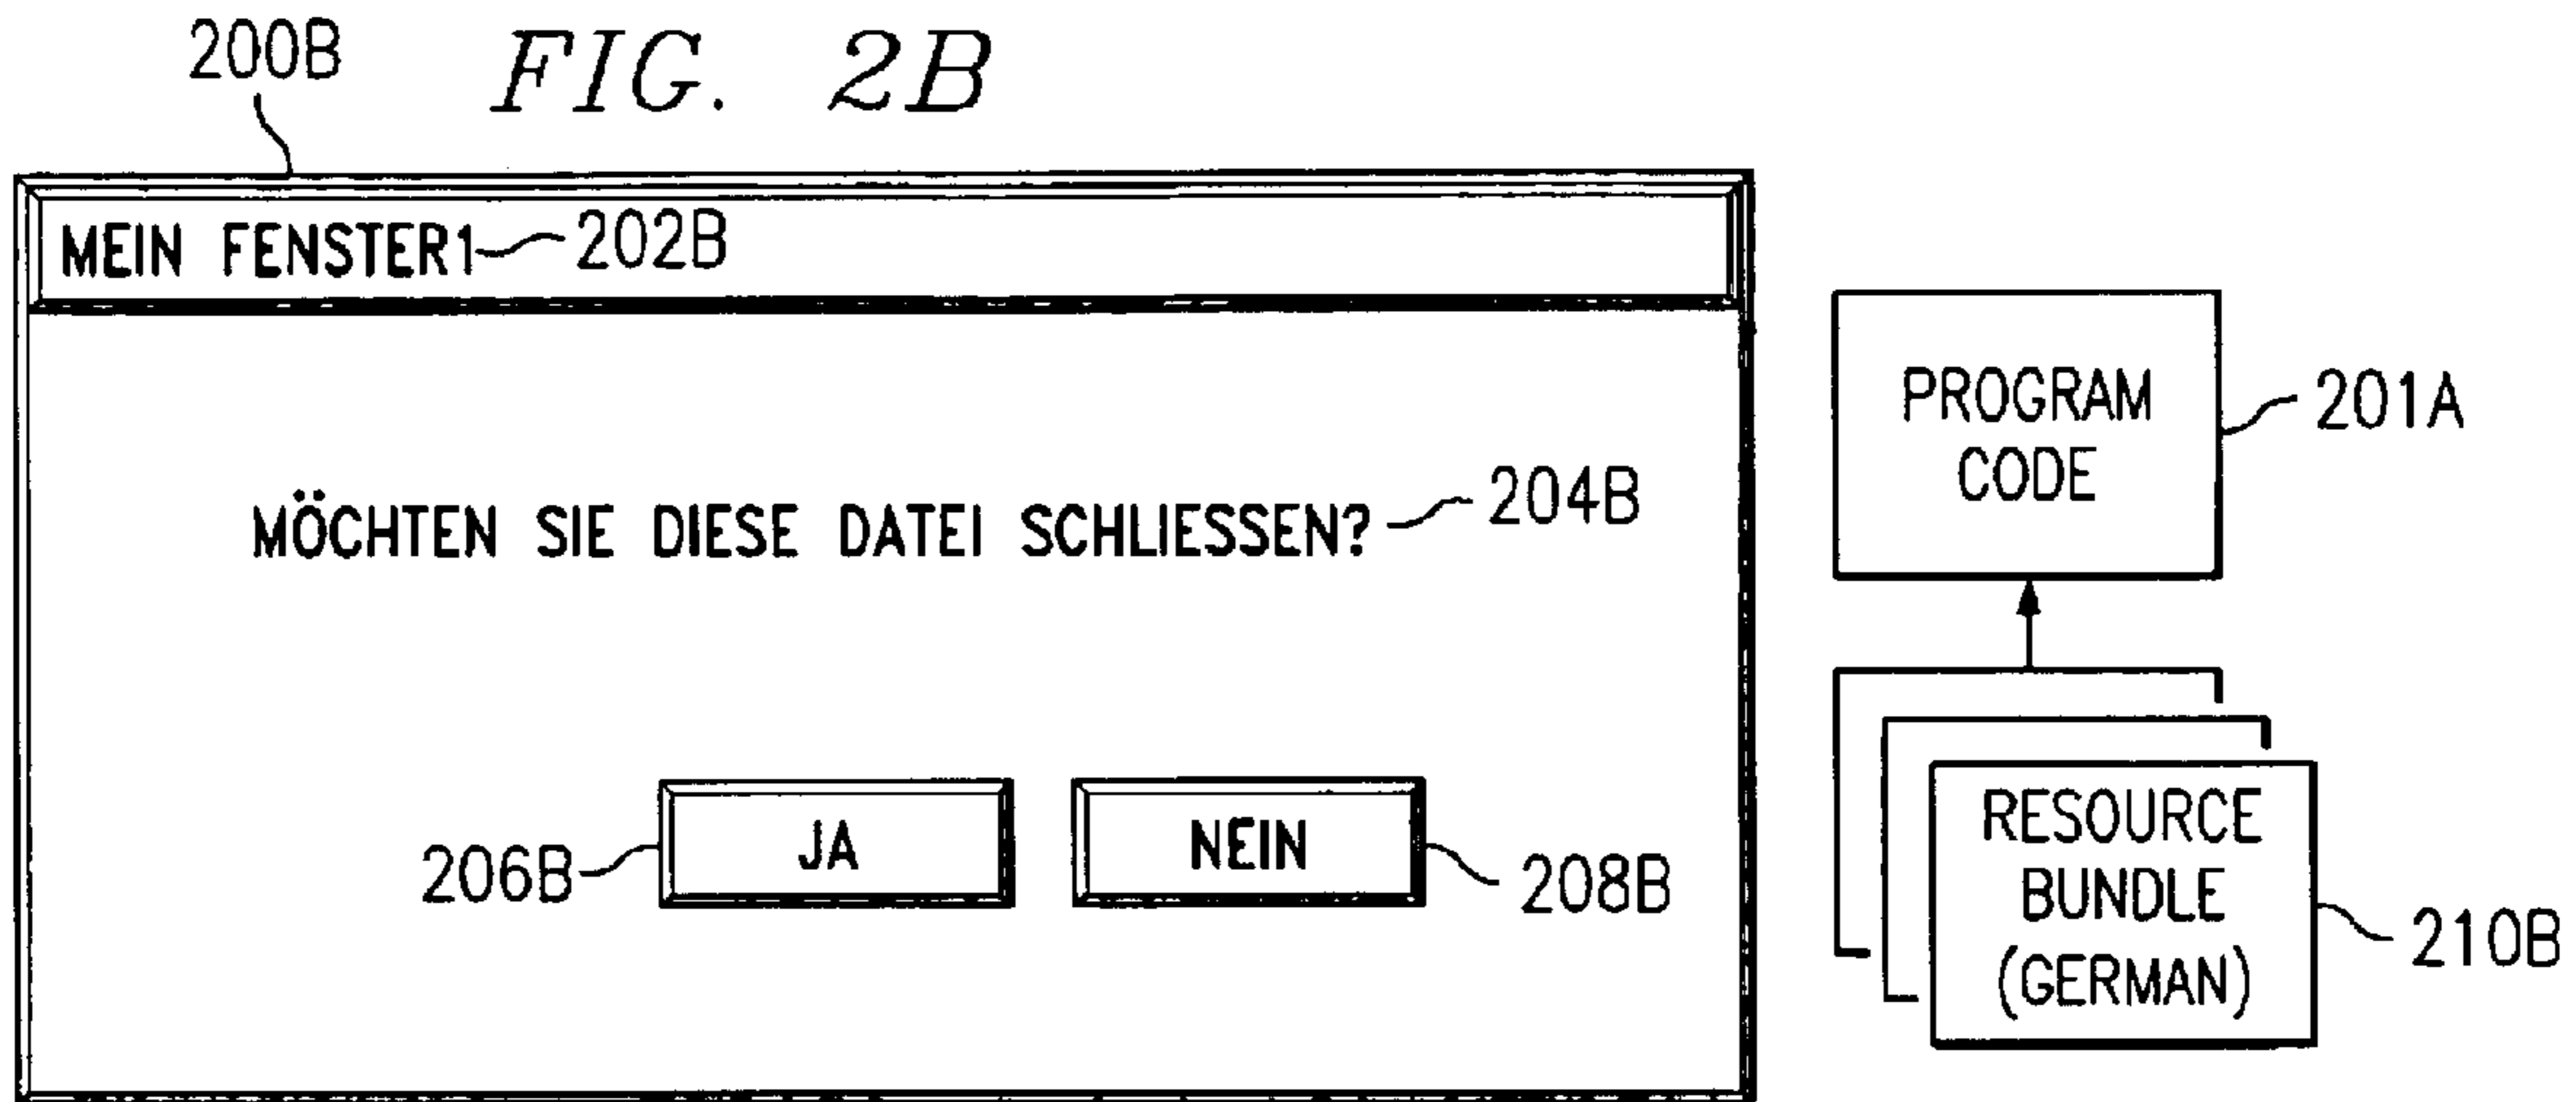 200B
FIG. 2B
MEIN FENSTER1
202B
MÖCHTEN SIE DIESE DATEI SCHLIESSEN?
204B
206B
JA
NEIN
208B
PROGRAM
CODE
201A
RESOURCE
BUNDLE
(GERMAN)
210B